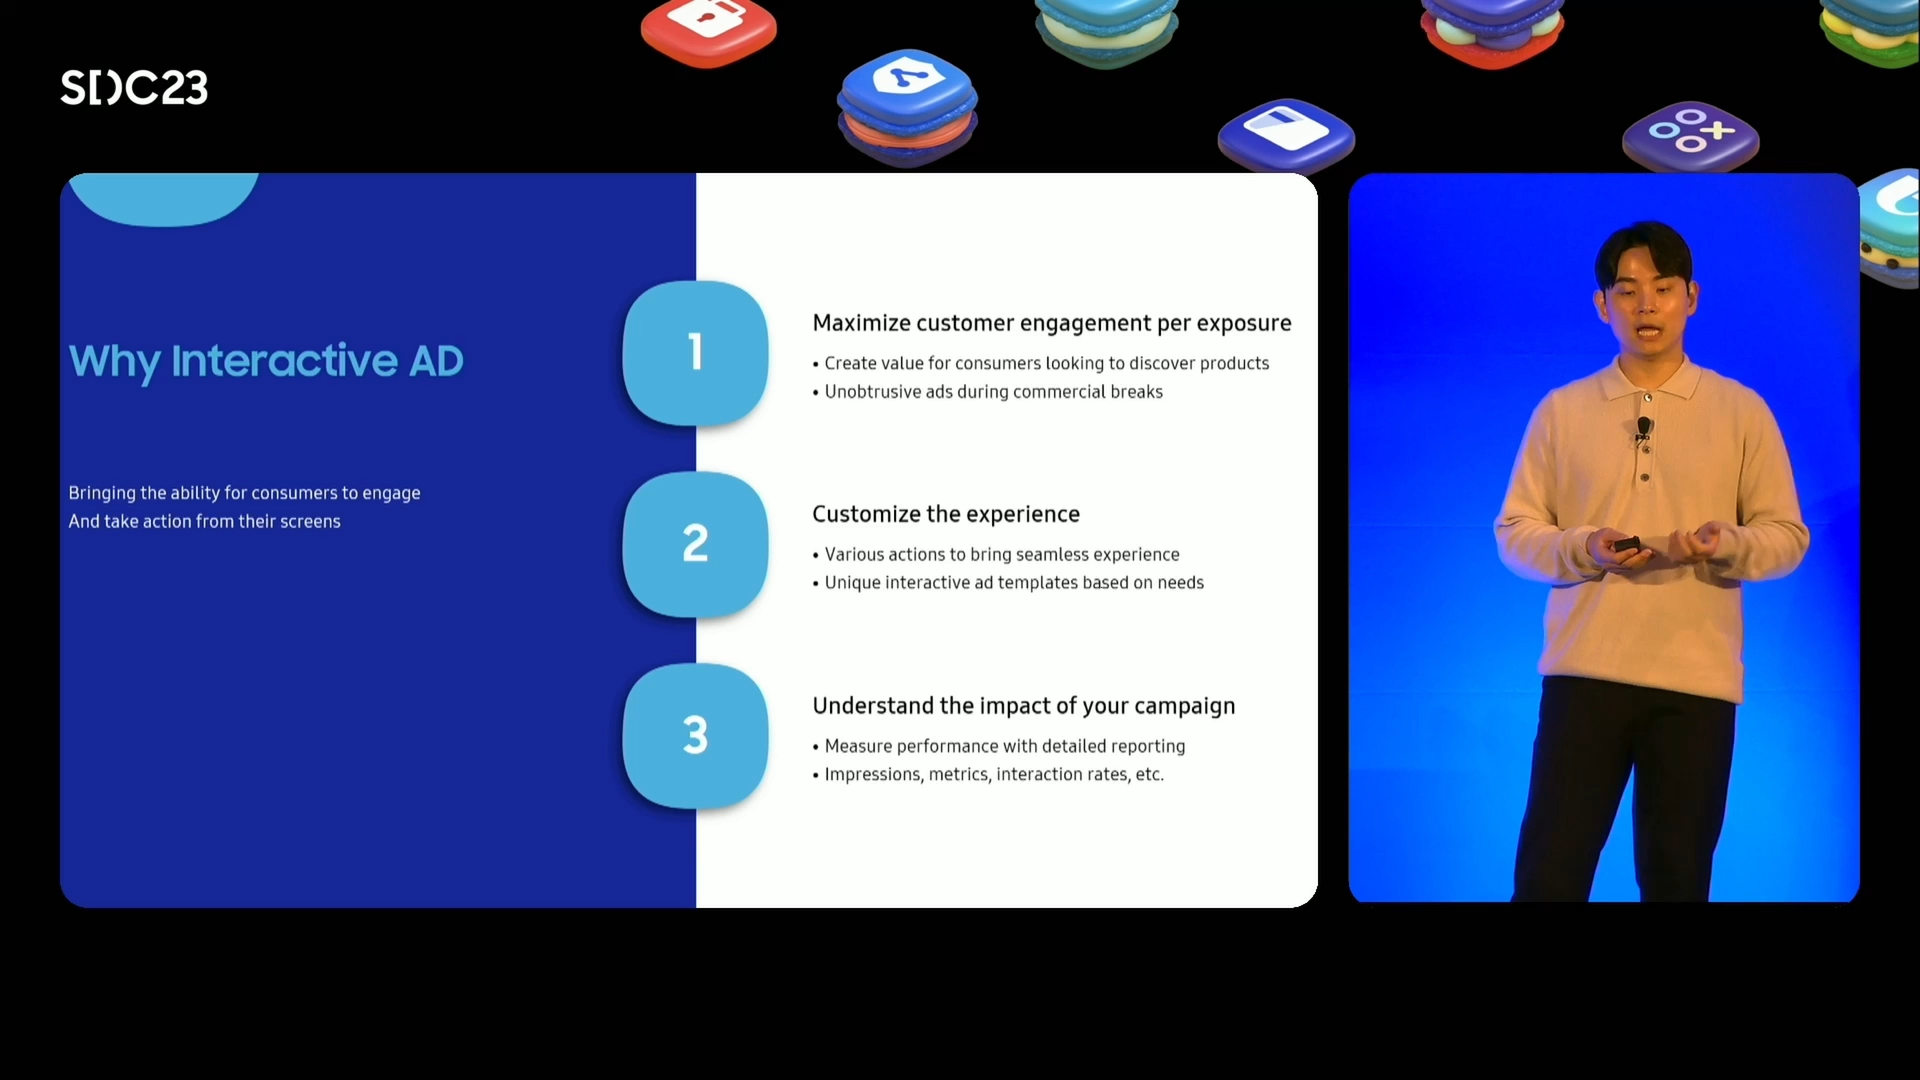 SDC23
Why Interactive AD
Bringing the ability for consumers to engage
And take action from their screens
1
Maximize customer engagement per exposure
• Create value for consumers looking to discover products
• Unobtrusive ads during commercial breaks
2
Customize the experience
• Various actions to bring seamless experience
• Unique interactive ad templates based on needs
3
Understand the impact of your campaign
• Measure performance with detailed reporting
• Impressions, metrics, interaction rates, etc.